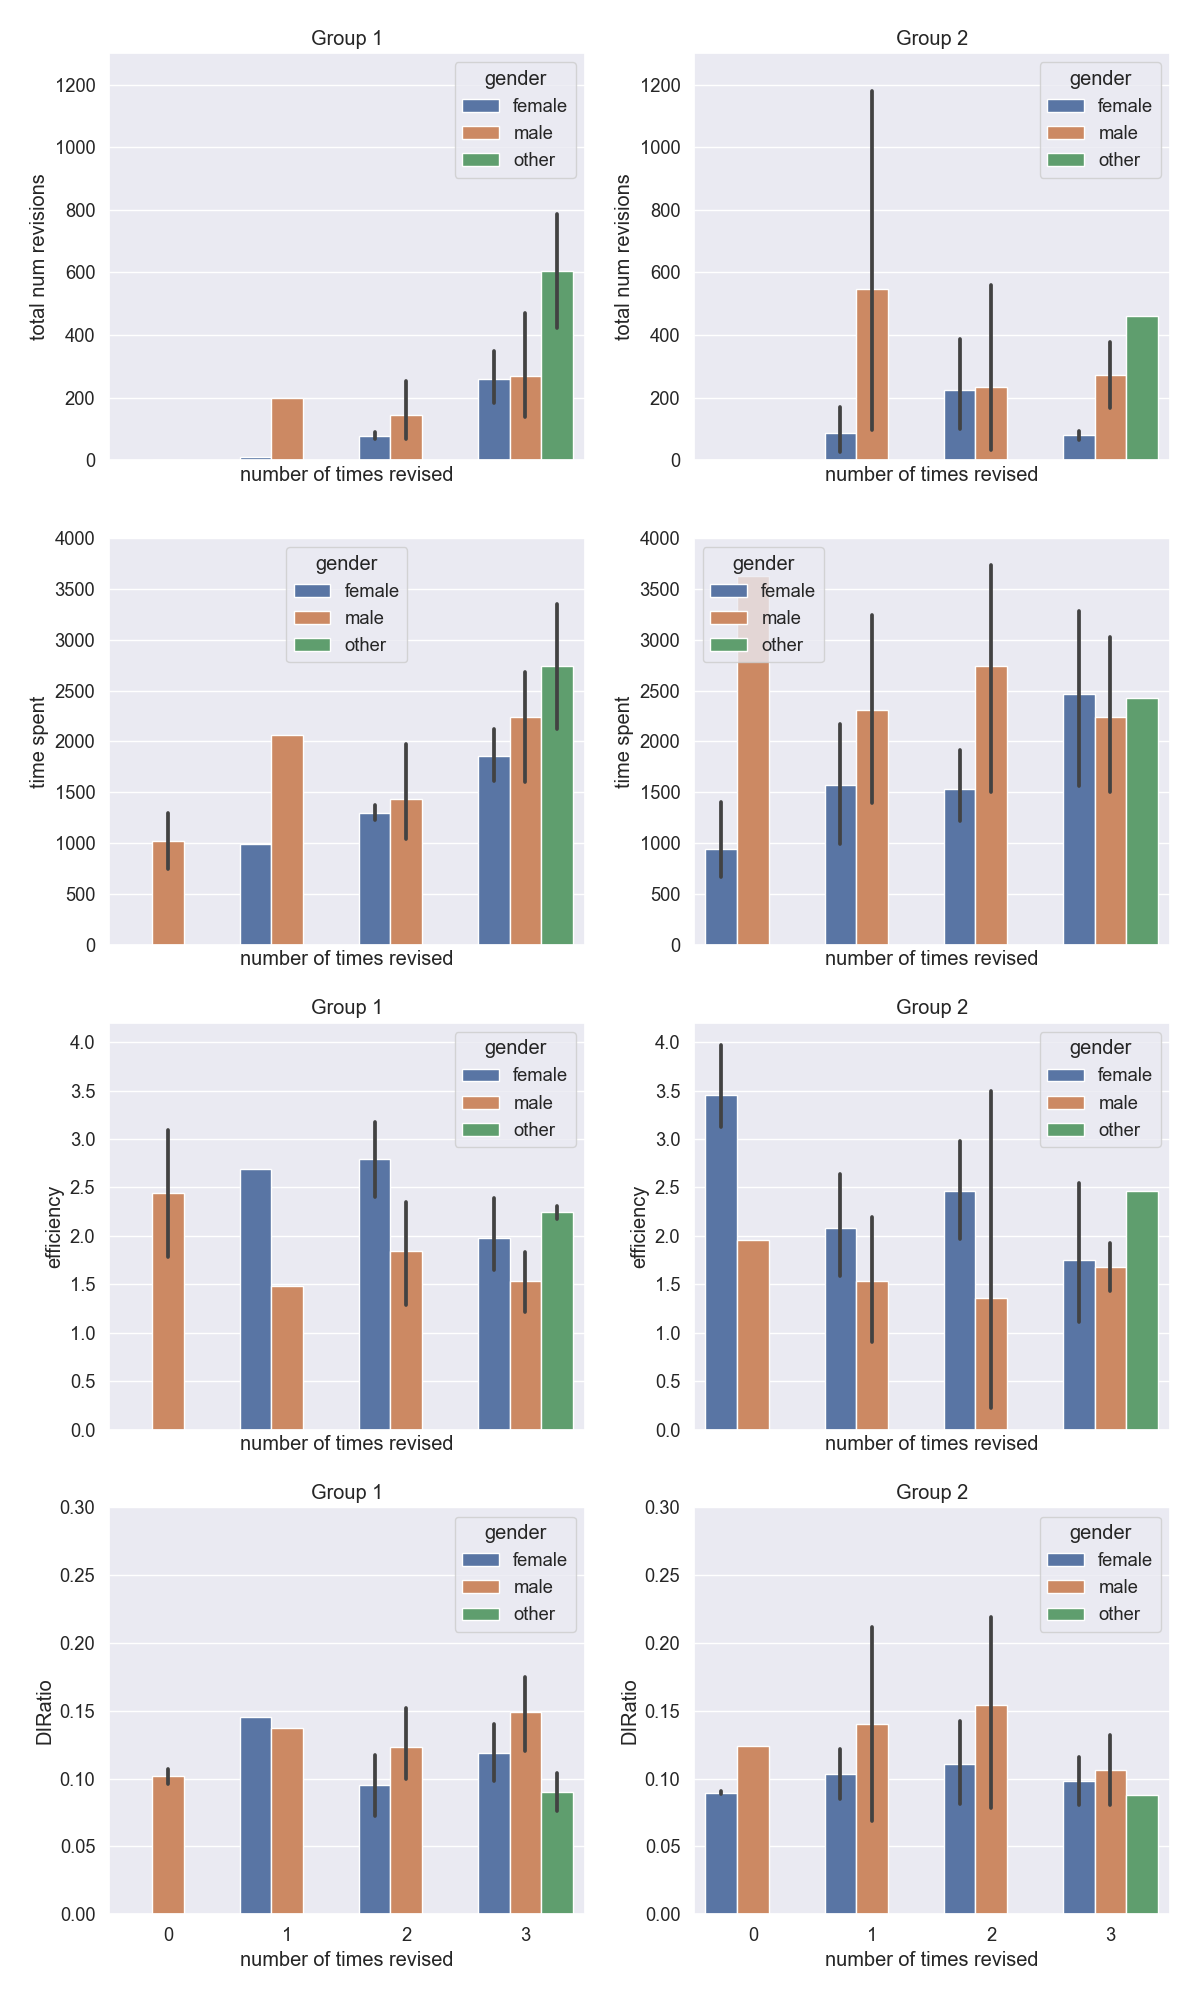 Group 1
1200
1000
800
600
400
200
0
total num revisions
gender
female
male
other
number of times revised
Group 2
1200
1000
800
600
400
200
0
total num revisions
gender
female
male
other
number of times revised
4000
3500
3000
2500
2000
1500
1000
500
0
time spent
gender
female
male
other
number of times revised
4000
3500
3000
2500
2000
1500
1000
500
0
time spent
gender
female
male
other
number of times revised
Group 1
4.0
3.5
3.0
2.5
2.0
1.5
1.0
0.5
0.0
efficiency
gender
female
male
other
number of times revised
Group 2
4.0
3.5
3.0
2.5
2.0
1.5
1.0
0.5
0.0
efficiency
gender
female
male
other
number of times revised
Group 1
0.30
0.25
0.20
0.15
0.10
0.05
0.00
DIRatio
gender
female
male
other
0 1 2 3
number of times revised
Group 2
0.30
0.25
0.20
0.15
0.10
0.05
0.00
DIRatio
gender
female
male
other
0 1 2 3
number of times revised